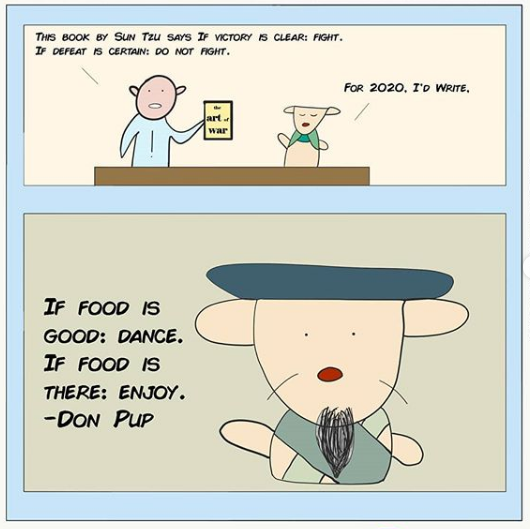 This book by Sun Tzu says If victory is clear: fight.
If defeat is certain: do not fight.
the
art of
war
For 2020, I'd Write,
If food is
good: dance.
If food is
there: enjoy.
-Don Pup